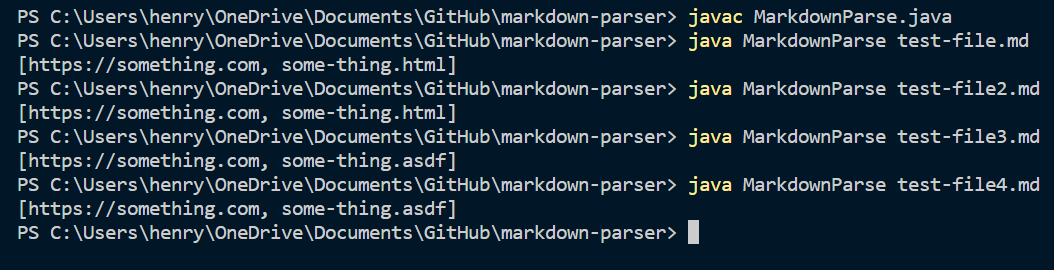 PS C:\Users\henry\OneDrive\Documents\GitHub\markdown-parser> javac MarkdownParse.java
PS C:\Users\henry\OneDrive\Documents\GitHub\markdown-parser> java MarkdownParse test-file.md
[https://something.com, some-thing.html]
PS C:\Users\henry\OneDrive\Documents\GitHub\markdown-parser> java MarkdownParse test-file2.md
[https://something.com, some-thing.html]
PS C:\Users\henry\OneDrive\Documents\GitHub\markdown-parser> java MarkdownParse test-file3.md
[https://something.com, some-thing.asdf]
PS C:\Users\henry\OneDrive\Documents\GitHub\markdown-parser> java MarkdownParse test-file4.md
[https://something.com, some-thing.asdf]
PS C:\Users\henry\OneDrive\Documents\GitHub\markdown-parser>